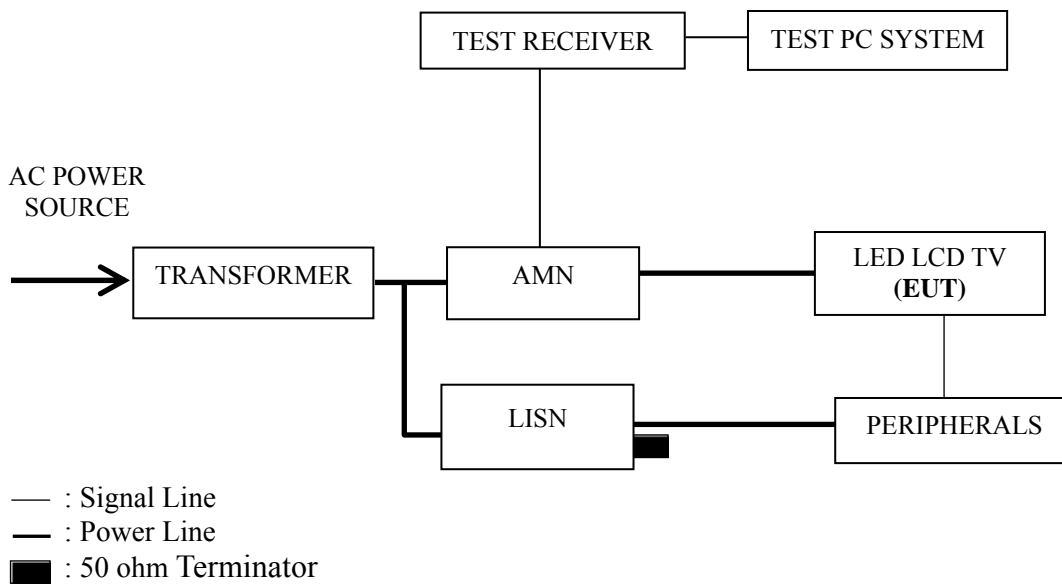 TEST RECEIVER
TEST PC SYSTEM
AC POWER
SOURCE
TRANSFORMER
AMN
LED LCD TV
(EUT)
LISN
PERIPHERALS
: Signal Line
: Power Line
: 50 ohm Terminator